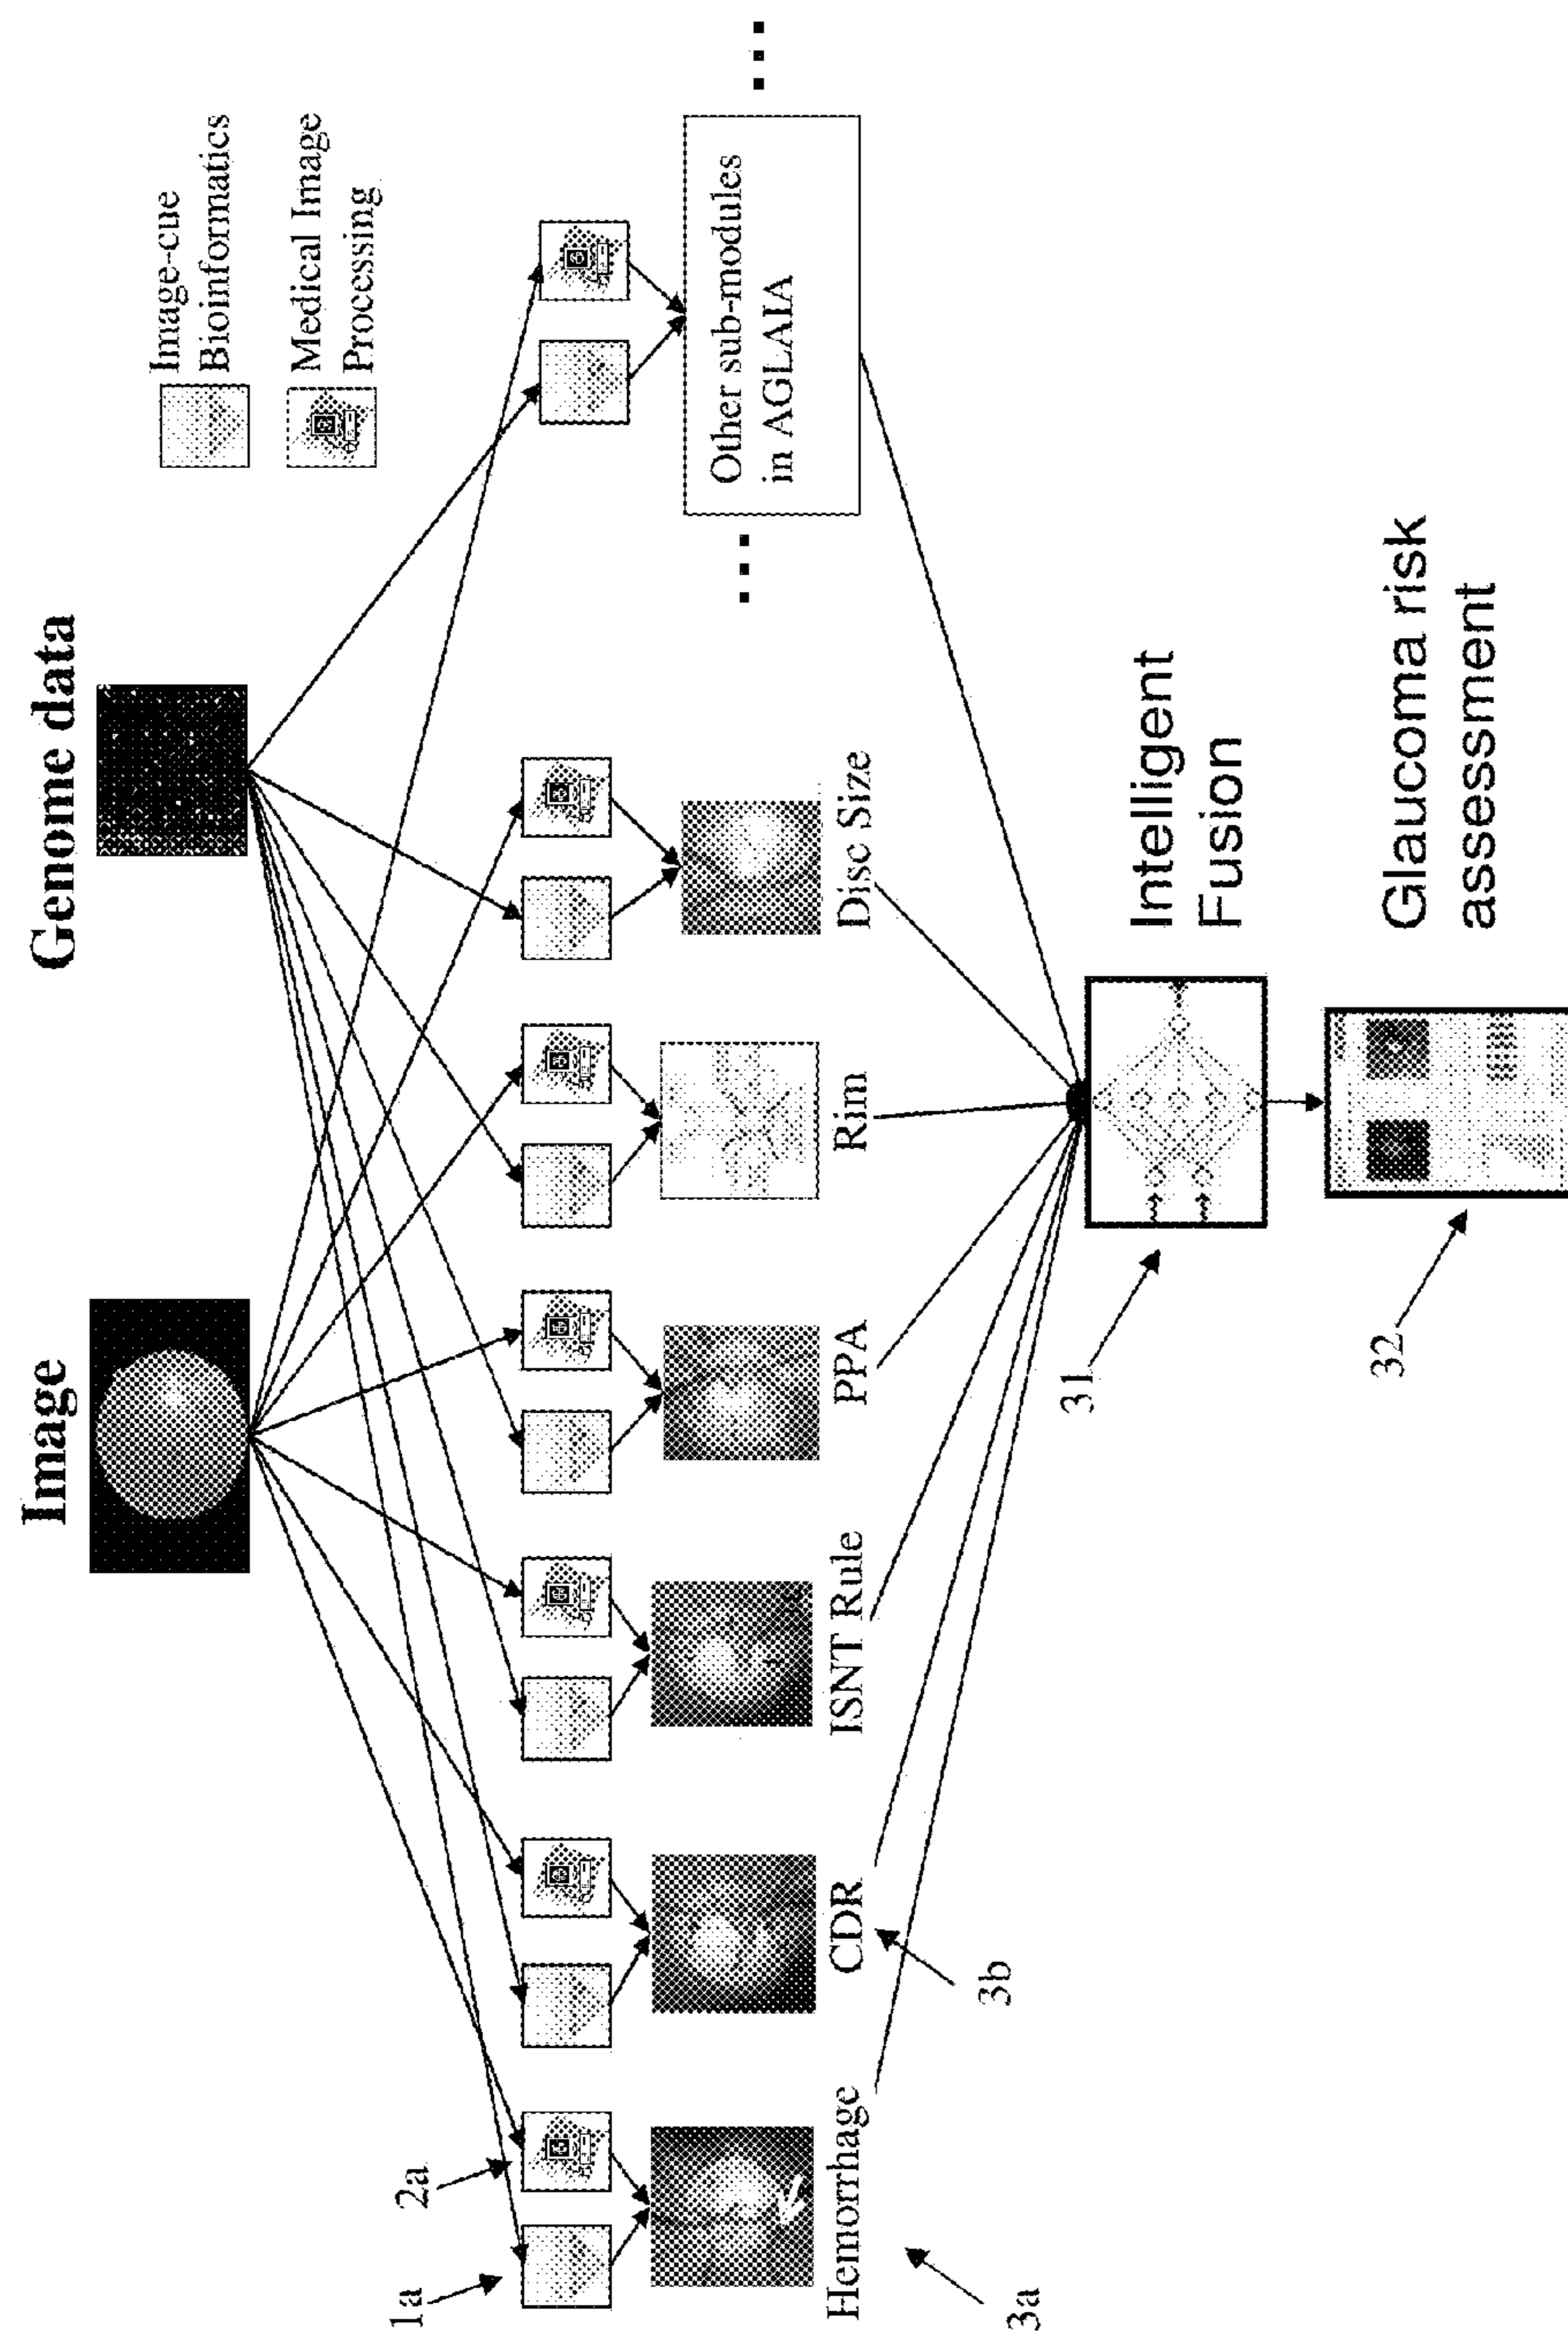 Image
Genome data
Image-cue
Bioinformatics
Medical Image
Processing
1a
2a
Hemorrhage
CDR
ISNT Rule
PPA
Rim
Disc Size
...
Other sub-modules
in AGLAIA
...
3a
3b
31
Intelligent
Fusion
32
Glaucoma risk
assessment